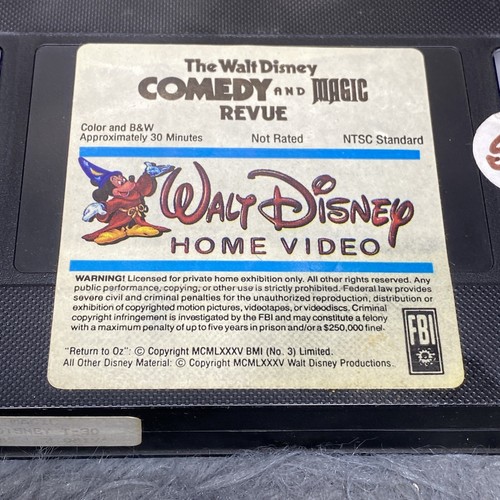 The Walt Disney
COMEDY AND MAGIC
REVUE
Color and B&W
Approximately 30 Minutes Not Rated NTSC Standard
WALT DISNEY
HOME VIDEO
WARNING! Licensed for private home exhibition only. All other rights reserved. Any
public performance, copying, or other use is strictly prohibited. Federal law provides
severe civil and criminal penalties for the unauthorized reproduction, distribution or
exhibition of copyrighted motion pictures, videotapes, or videodiscs. Criminal
copyright infringement is investigated by the FBI and may constitute a felony
with a maximum penalty of up to five years in prison and/or a $250,000 fine.
FBI
"Return to Oz": © Copyright MCMLXXXV BMI (No. 3) Limited.
All Other Disney Material: © Copyright MCMLXXXV Walt Disney Productions.
T-30